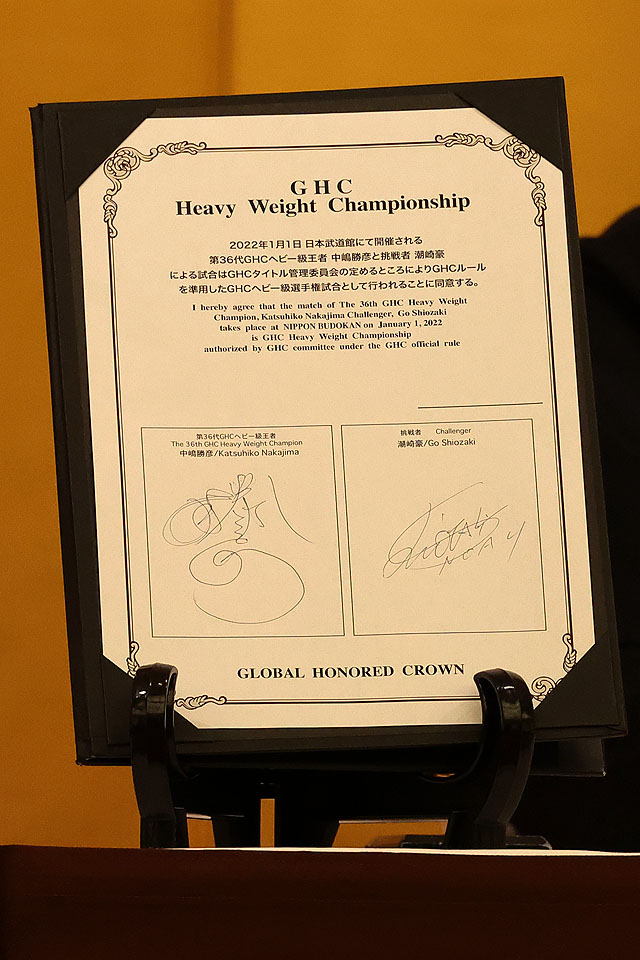 GHC
Heavy Weight Championship
2022年1月1日 日本武道館にて開催される
第36代GHCヘビー級王者 中嶋勝彦と挑戦者 潮崎豪
による試合はGHCタイトル管理委員会の定めるところによりGHCルール
を準用したGHCヘビー級選手権試合として行われることに同意する。
I hereby agree that the match of The 36th GHC Heavy Weight
Champion, Katsuhiko Nakajima Challenger, Go Shiozaki
takes place at NIPPON BUDOKAN on January 1, 2022
is GHC Heavy Weight Championship
authorized by GHC committee under the GHC official rule
第36代GHCヘビー級王者
The 36th GHC Heavy Weight Champion
中嶋勝彦/Katsuhiko Nakajima
挑戦者 Challenger
潮崎豪/Go Shiozaki
GLOBAL HONORED CROWN